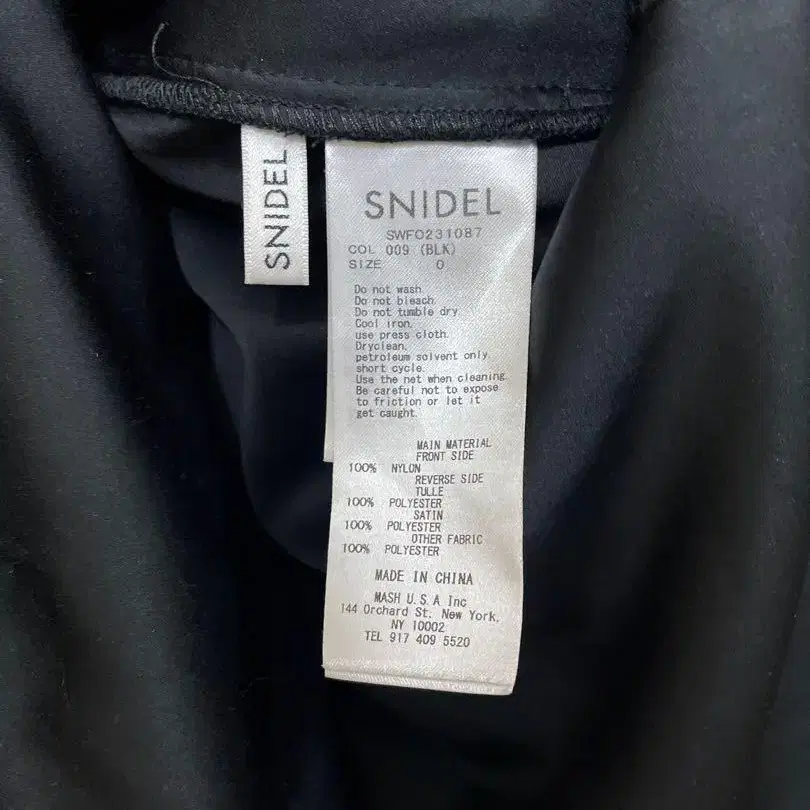 SNIDEL
SNIDEL
SWFO231087
COL 009 (BLK)
SIZE 0
Do not wash.
Do not bleach.
Do not tumble dry
Cool iron.
use press cloth.
Dryclean.
petroleum solvent only.
short cycle.
Use the net when cleaning.
Be careful not to expose
to friction or let it
get caught.
MAIN MATERIAL
FRONT SIDE
100% NYLON
REVERSE SIDE
TULLE
100% POLYESTER
SATIN
100% POLYESTER
OTHER FABRIC
100% POLYESTER
MADE IN CHINA
MASH U.S.A Inc
144 Orchard St. New York,
NY 10002
TEL 917 409 5520